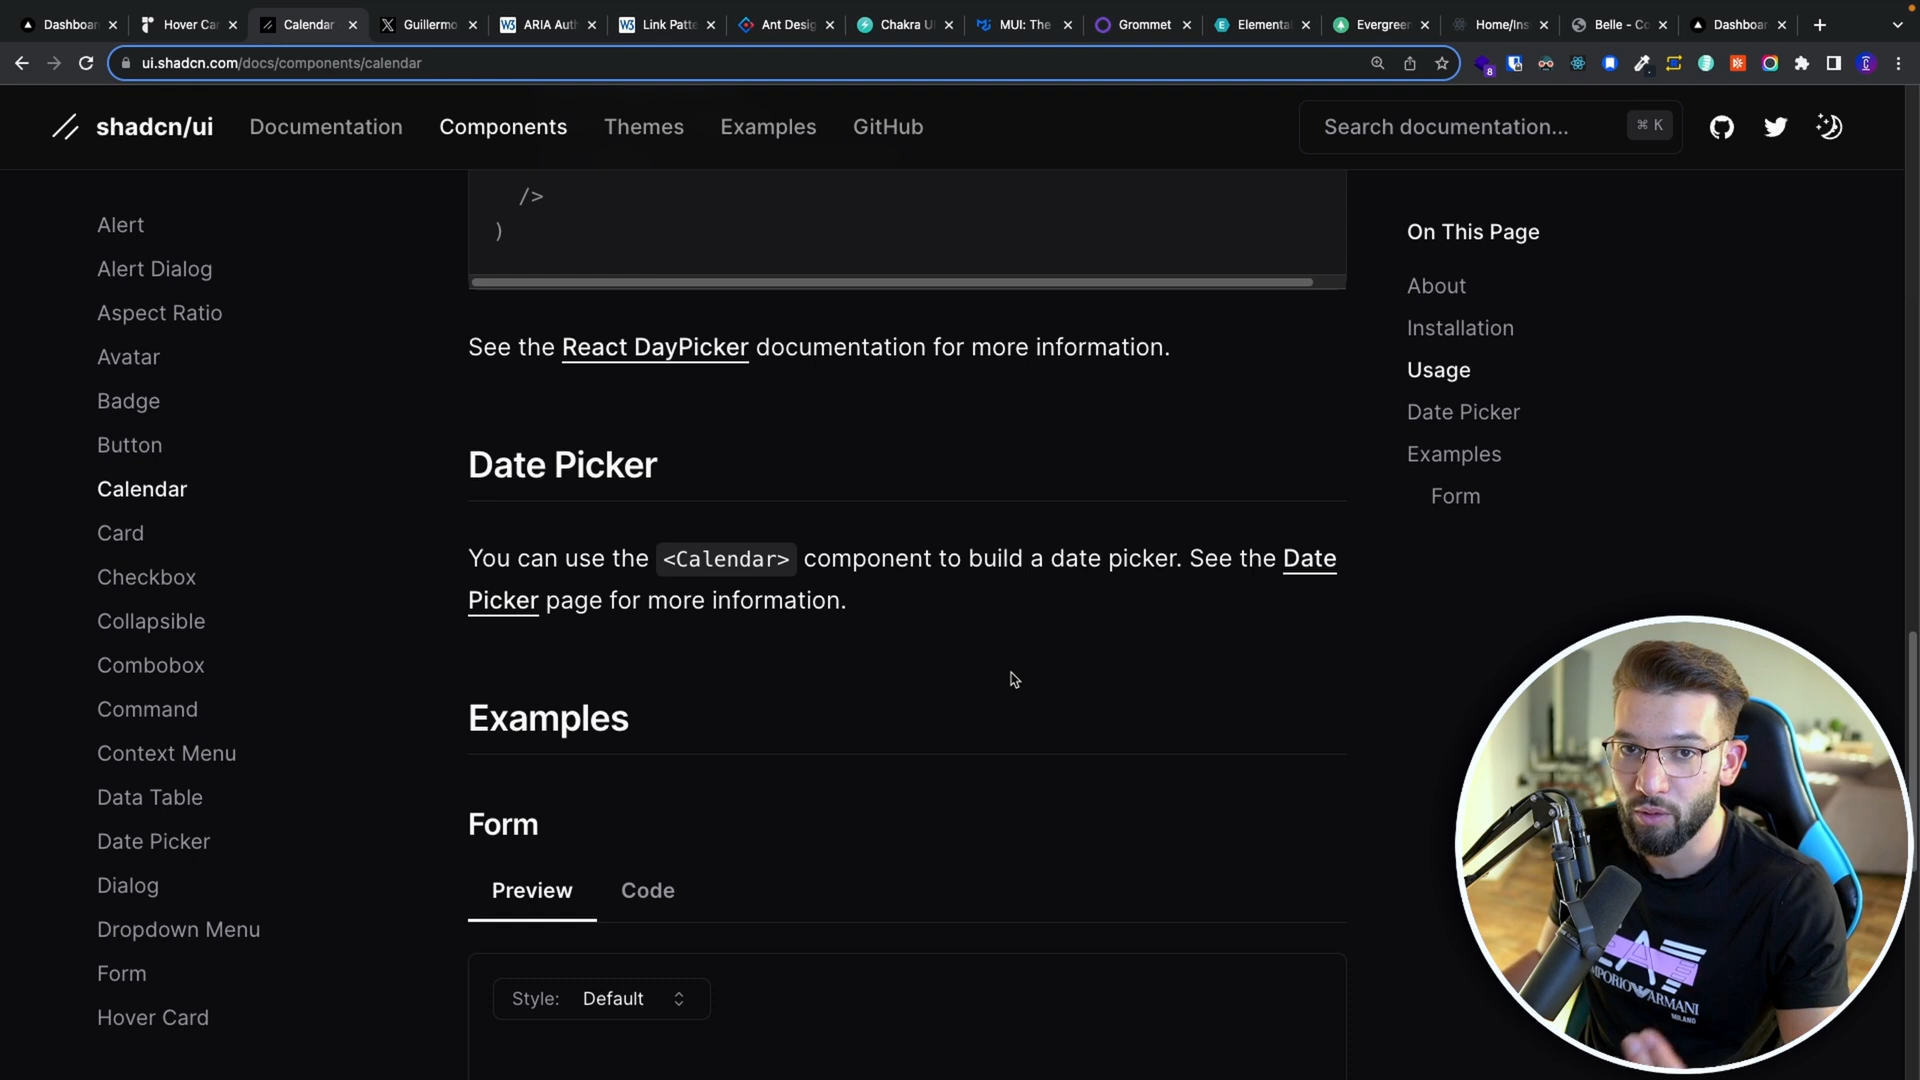 Dashboar
Hover Car
Calendar
Guillermo
ARIA Auth
Link Patte
Ant Desig
Chakra U
MUI: The
Grommet
Elemental
Evergreen
Home/Ins
Belle - Co
Dashboar
ui.shadcn.com/docs/components/calendar
8
shadcn/ui
Documentation
Components
Themes
Examples
GitHub
Search documentation...
⌘ K
Alert
Alert Dialog
Aspect Ratio
Avatar
Badge
Button
Calendar
Card
Checkbox
Collapsible
Combobox
Command
Context Menu
Data Table
Date Picker
Dialog
Dropdown Menu
Form
Hover Card
/>
)
See the React DayPicker documentation for more information.
Date Picker
You can use the <Calendar> component to build a date picker. See the Date
Picker page for more information.
Examples
Form
Preview
Code
Style: Default
On This Page
About
Installation
Usage
Date Picker
Examples
Form
EMPORIO ARMANI
MILANO